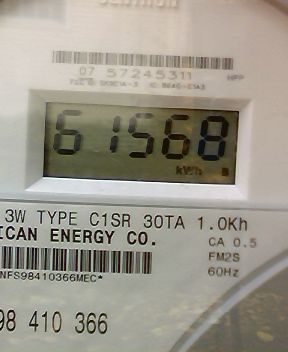 07 57245311 HPP
61568
kWh B
3W TYPE C1SR 30TA 1.0Kh
ICAN ENERGY CO.
CA 0.5
FM2S
60Hz
NFS98410366MEC*
98 410 366